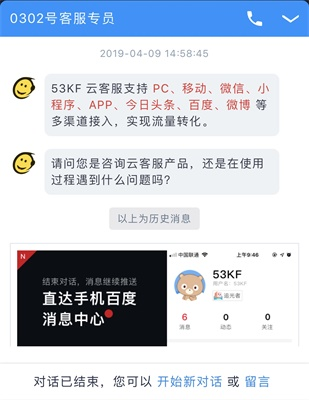 0302号客服专员
2019-04-09 14:58:45
53KF 云客服支持 PC、移动、微信、小
程序、APP、今日头条、百度、微博 等
多渠道接入，实现流量转化。
请问您是咨询云客服产品，还是在使用
过程遇到什么问题吗？
以上为历史消息
N
结束对话，消息继续推送
直达手机百度
消息中心
中国联通
上午9:46
53KF
用户名：53KF
追光者
6
0
0
消息
动态
关注
对话已结束，您可以 开始新对话 或 留言